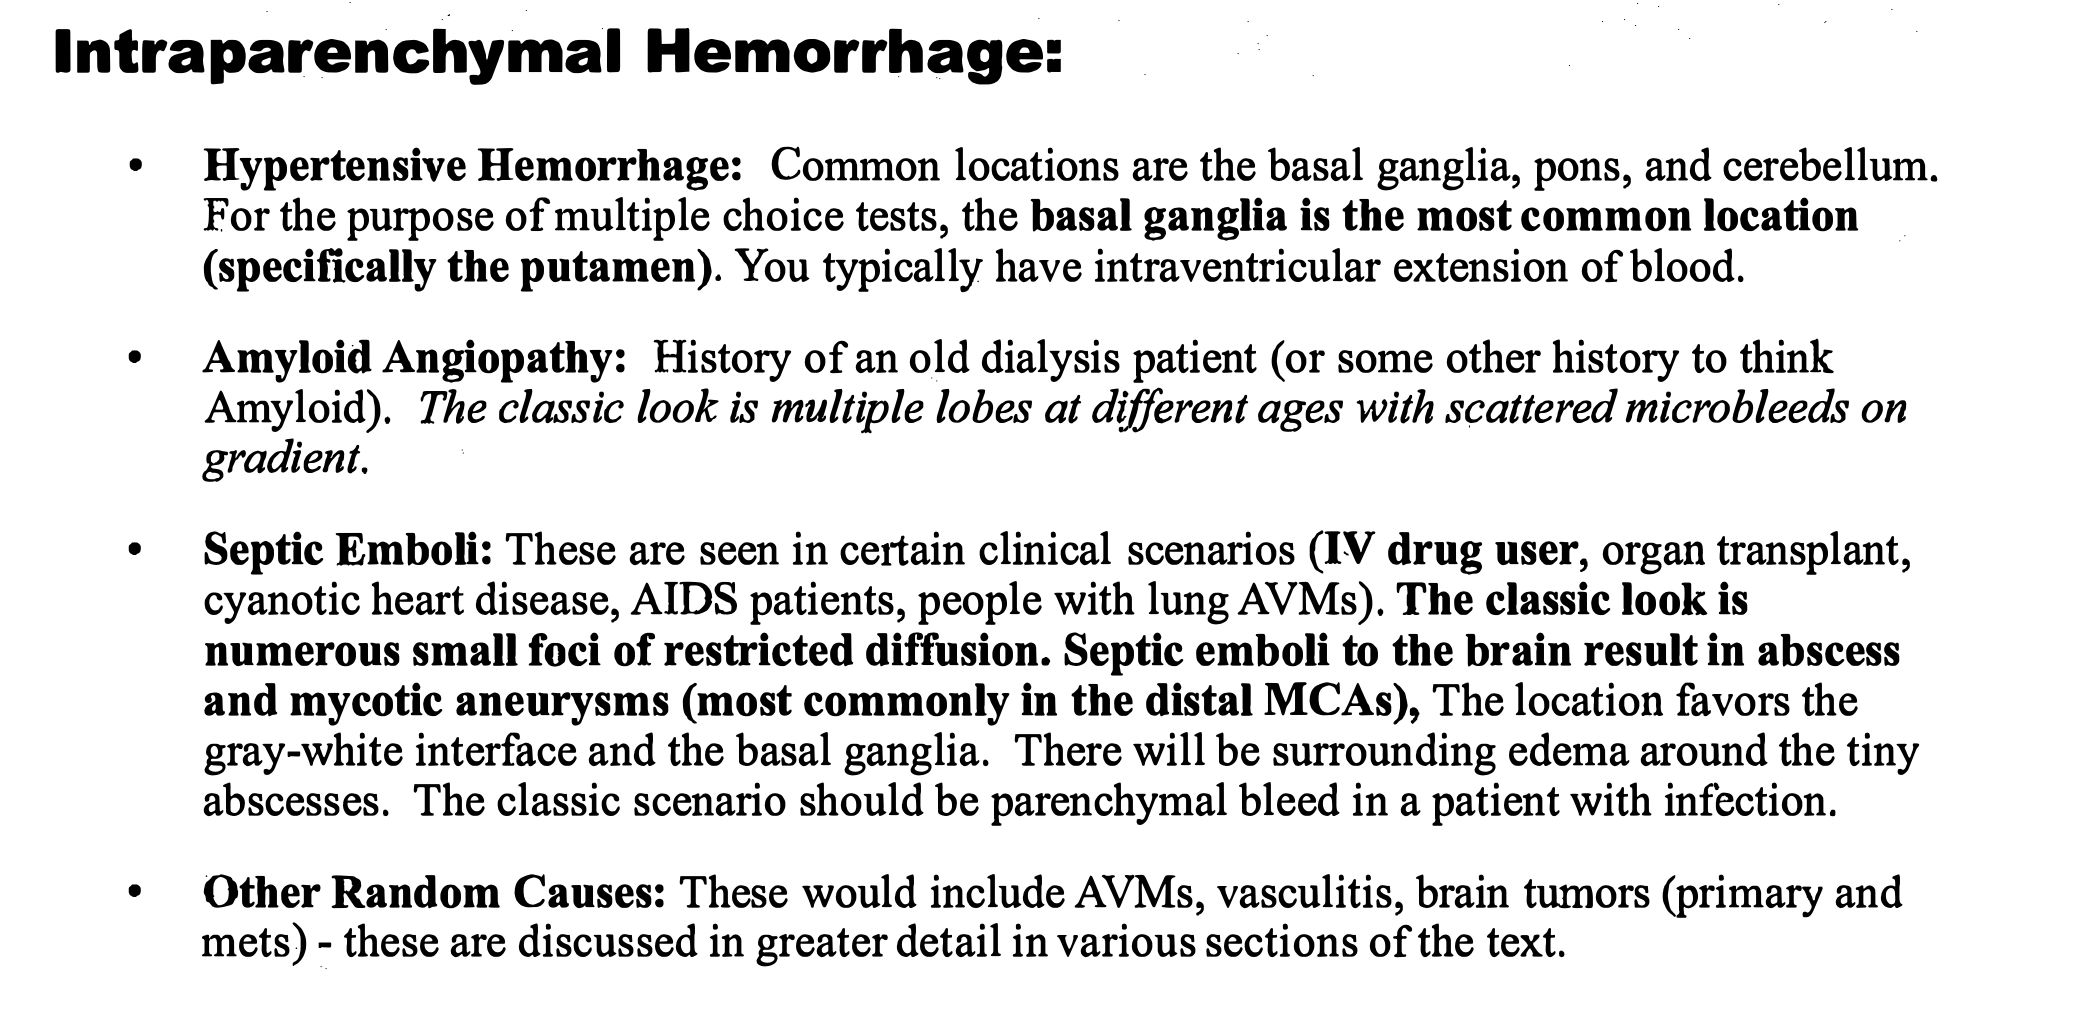 Intraparenchymal Hemorrhage:
• Hypertensive Hemorrhage: Common locations are the basal ganglia, pons, and cerebellum.
For the purpose of multiple choice tests, the basal ganglia is the most common location
(specifically the putamen). You typically have intraventricular extension of blood.
• Amyloid Angiopathy: History of an old dialysis patient (or some other history to think
Amyloid). The classic look is multiple lobes at different ages with scattered microbleeds on
gradient.
• Septic Emboli: These are seen in certain clinical scenarios (IV drug user, organ transplant,
cyanotic heart disease, AIDS patients, people with lung AVMs). The classic look is
numerous small foci of restricted diffusion. Septic emboli to the brain result in abscess
and mycotic aneurysms (most commonly in the distal MCAs), The location favors the
gray-white interface and the basal ganglia. There will be surrounding edema around the tiny
abscesses. The classic scenario should be parenchymal bleed in a patient with infection.
• Other Random Causes: These would include AVMs, vasculitis, brain tumors (primary and
mets) - these are discussed in greater detail in various sections of the text.